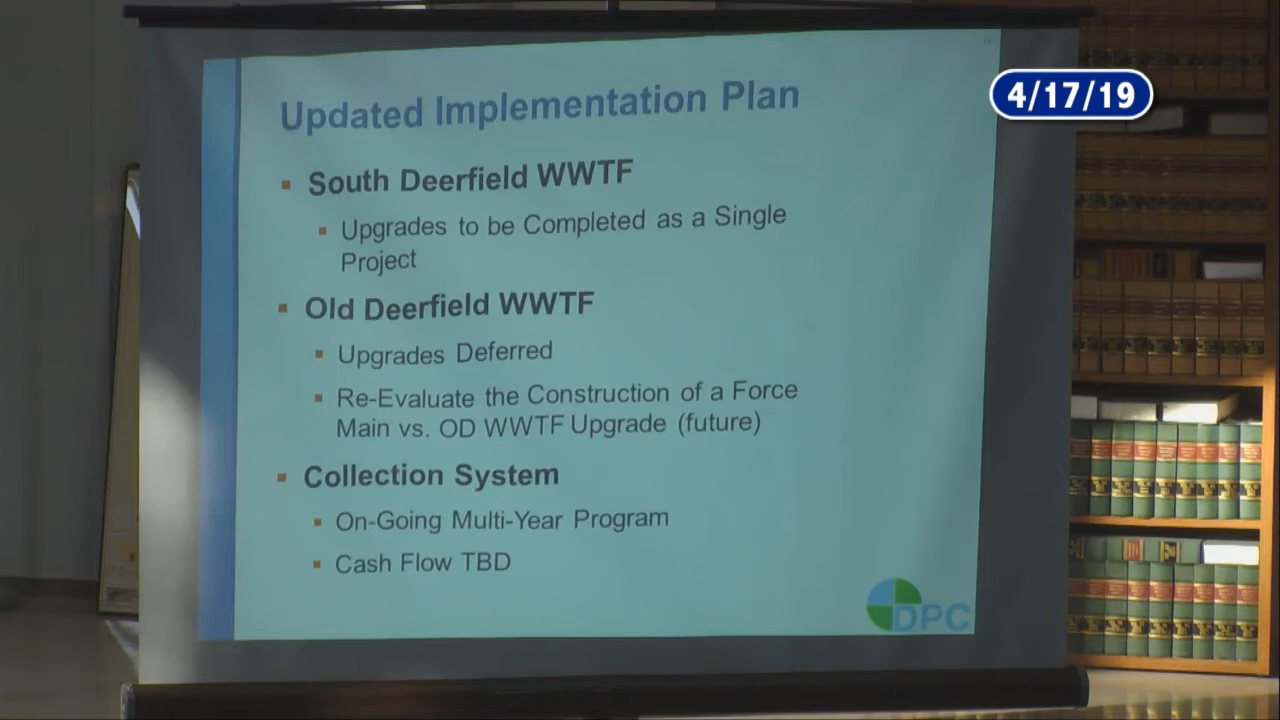 4/17/19
Updated Implementation Plan
South Deerfield WWTF
Upgrades to be Completed as a Single
Project
Old Deerfield WWTF
Upgrades Deferred
Re-Evaluate the Construction of a Force
Main vs. OD WWTF Upgrade (future)
Collection System
On-Going Multi-Year Program
Cash Flow TBD
DPC